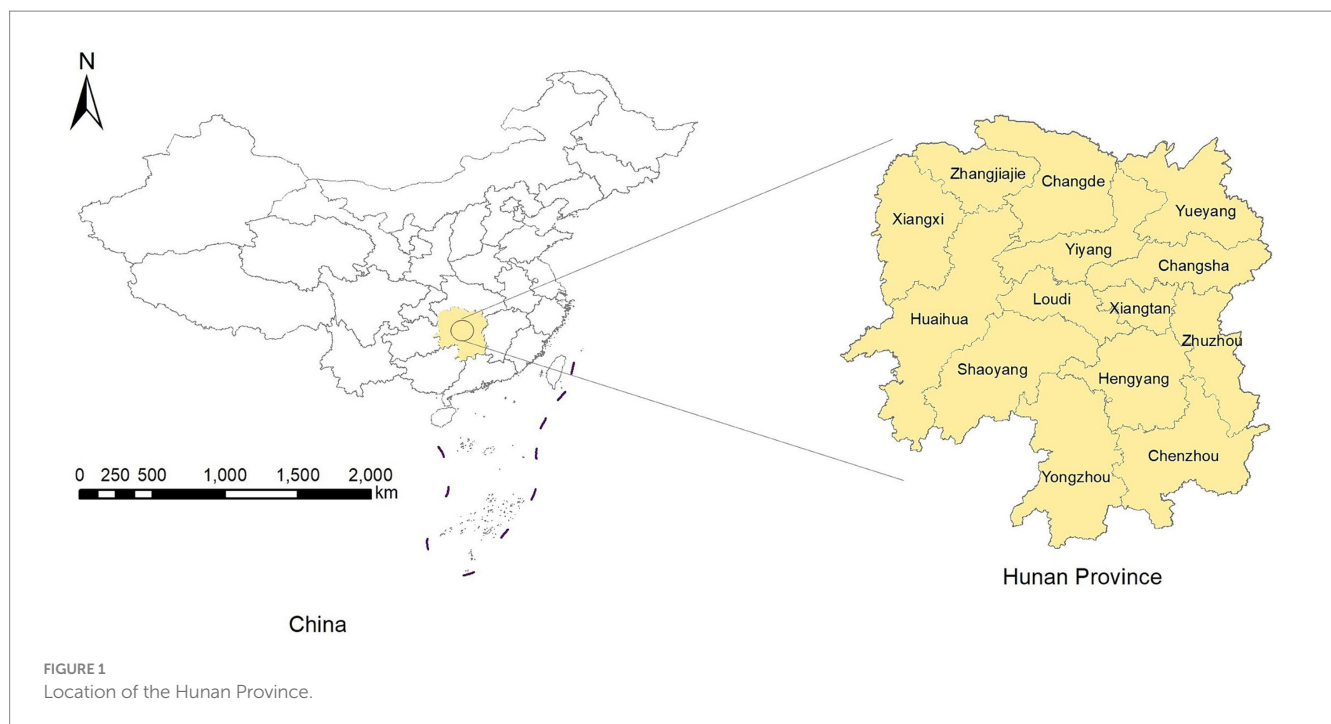 N
0 250 500 1,000 1,500 2,000
km
China
Zhangjiajie
Changde
Xiangxi
Yueyang
Yiyang
Changsha
Loudi
Xiangtan
Huaihua
Zhuzhou
Shaoyang
Hengyang
Chenzhou
Yongzhou
Hunan Province
FIGURE 1
Location of the Hunan Province.